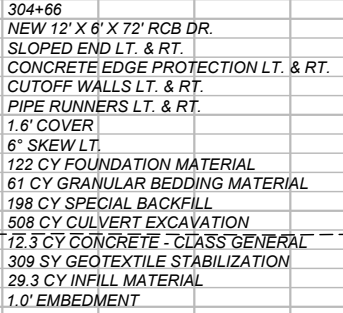 304+66
NEW 12' X 6' X 72' RCB DR.
SLOPED END LT. & RT.
CONCRETE EDGE PROTECTION LT. & RT.
CUTOFF WALLS LT. & RT.
PIPE RUNNERS LT. & RT.
1.6' COVER
6° SKEW LT.
122 CY FOUNDATION MATERIAL
61 CY GRANULAR BEDDING MATERIAL
198 CY SPECIAL BACKFILL
508 CY CULVERT EXCAVATION
12.3 CY CONCRETE - CLASS GENERAL
309 SY GEOTEXTILE STABILIZATION
29.3 CY INFILL MATERIAL
1.0' EMBEDMENT